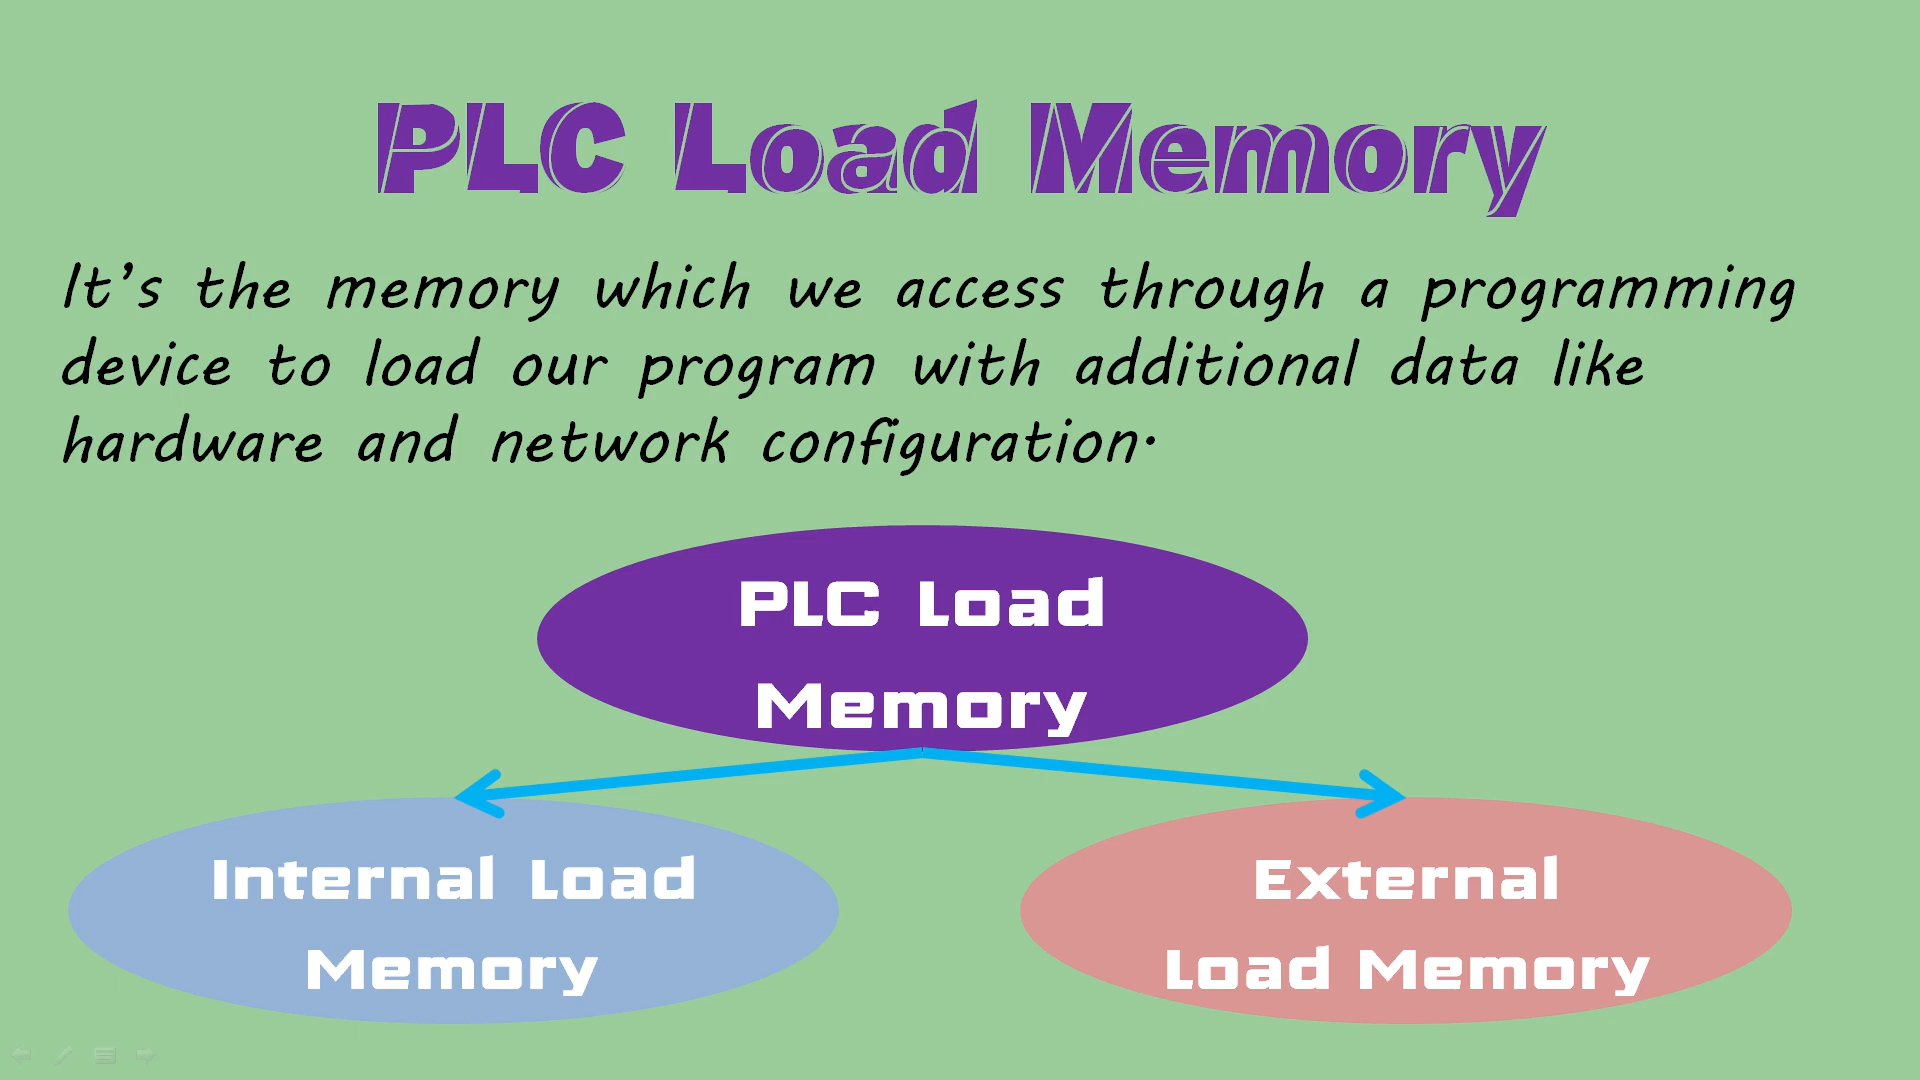 PLC Load Memory
It’s the memory which we access through a programming
device to load our program with additional data like
hardware and network configuration.
PLC Load
Memory
Internal Load
Memory
External
Load Memory